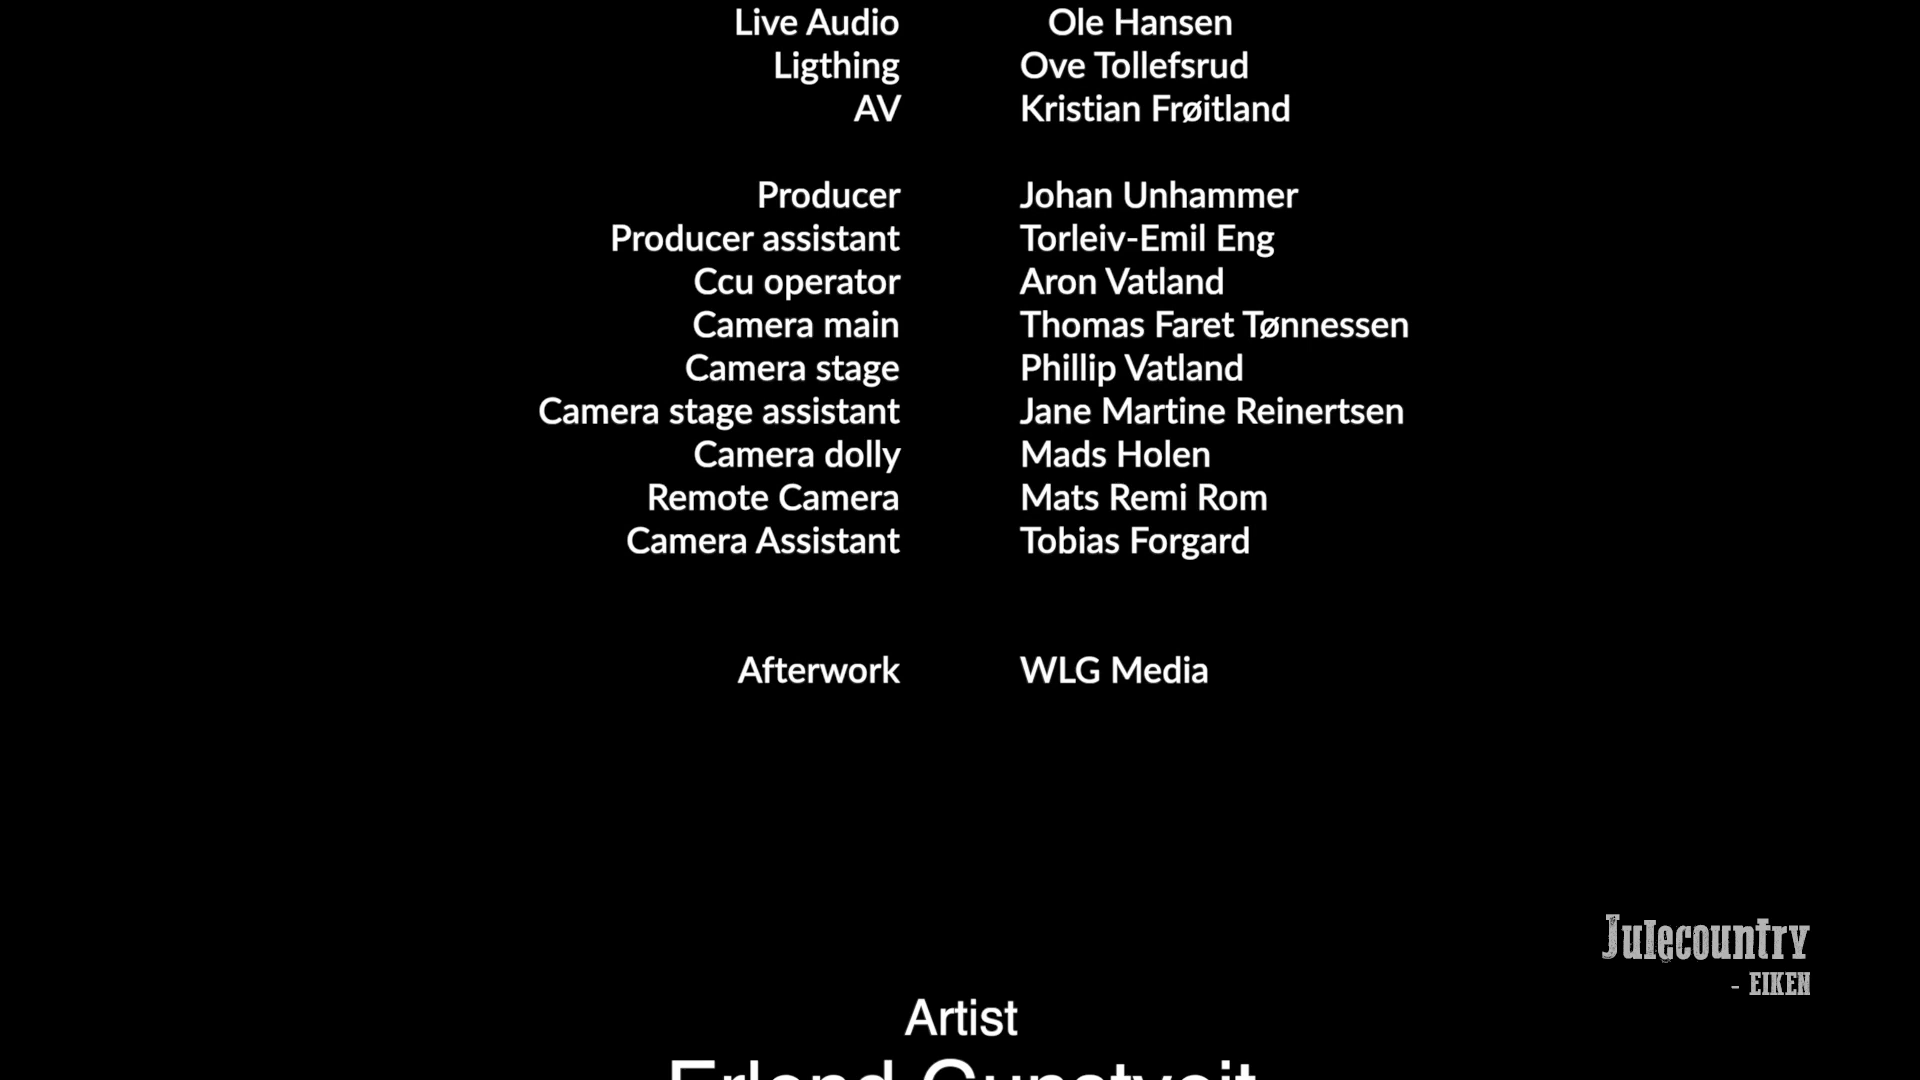 Live Audio Ole Hansen
Ligthing Ove Tollefsrud
AV Kristian Frøitland
Producer Johan Unhammer
Producer assistant Torleiv-Emil Eng
Ccu operator Aron Vatland
Camera main Thomas Faret Tønnessen
Camera stage Phillip Vatland
Camera stage assistant Jane Martine Reinertsen
Camera dolly Mads Holen
Remote Camera Mats Remi Rom
Camera Assistant Tobias Forgard
Afterwork WLG Media
Julecountry
- EIKEN
Artist